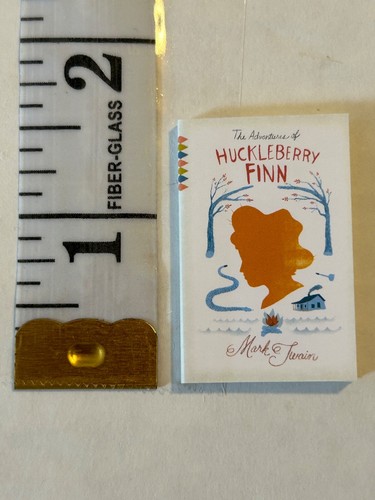 2
FIBER-GLASS
1
The Adventures of
HUCKLEBERRY
FINN
Mark Twain